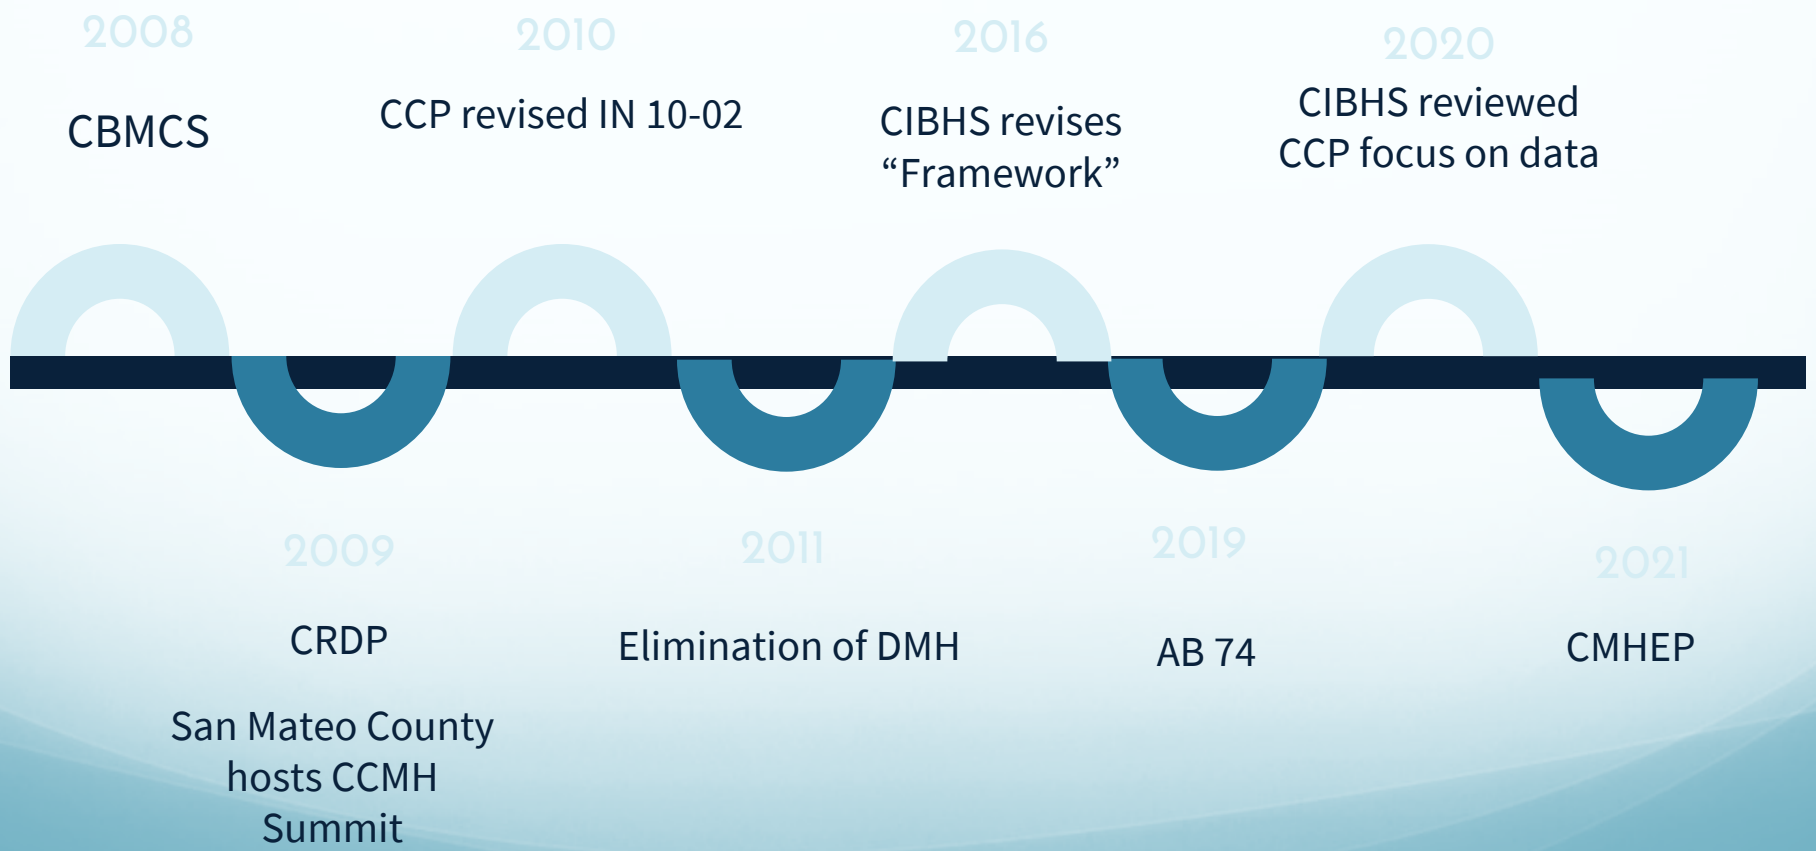 2008
CBMCS
2010
CCP revised IN 10-02
2016
CIBHS revises
“Framework”
2020
CIBHS reviewed
CCP focus on data
2009
CRDP
San Mateo County
hosts CCMH
Summit
2011
Elimination of DMH
2019
AB 74
2021
CMHEP